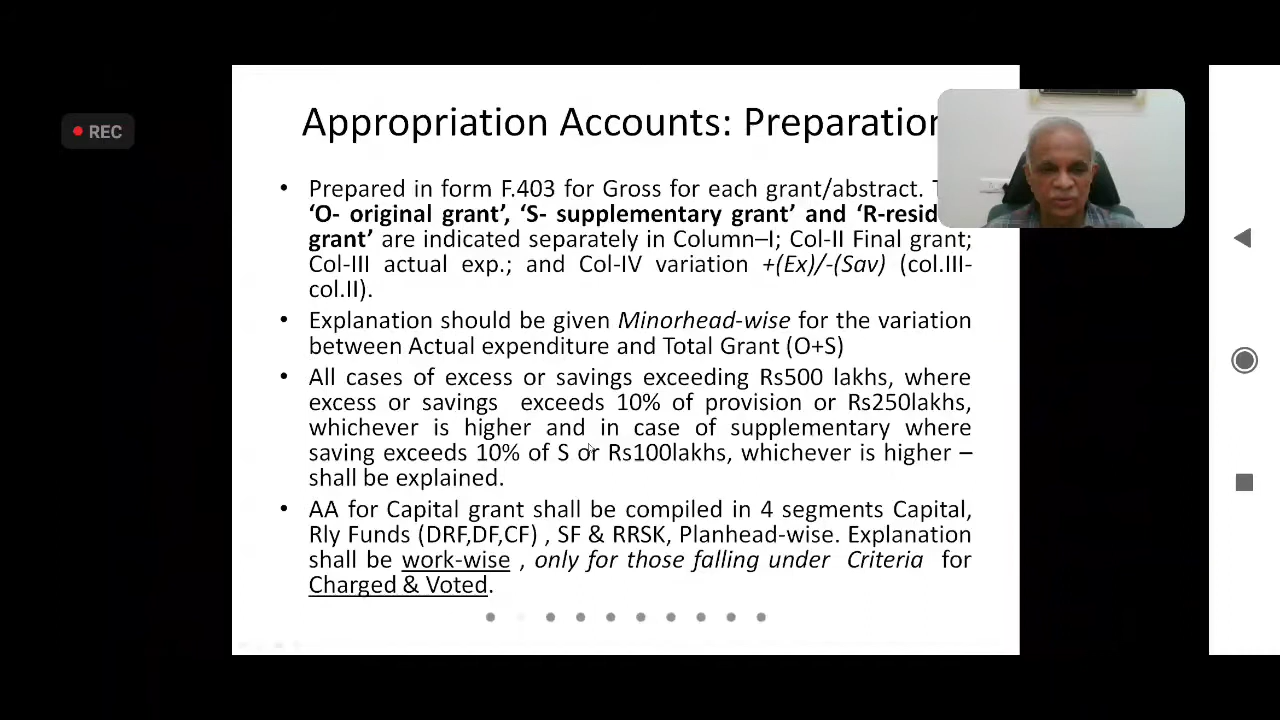 REC
Appropriation Accounts: Preparation
• Prepared in form F.403 for Gross for each grant/abstract.
‘O- original grant’, ‘S- supplementary grant’ and ‘R-resid
grant’ are indicated separately in Column–I; Col-II Final grant;
Col-III actual exp.; and Col-IV variation +(Ex)/-(Sav) (col.III-
col.II).
• Explanation should be given Minorhead-wise for the variation
between Actual expenditure and Total Grant (O+S)
• All cases of excess or savings exceeding Rs500 lakhs, where
excess or savings exceeds 10% of provision or Rs250lakhs,
whichever is higher and in case of supplementary where
saving exceeds 10% of S or Rs100lakhs, whichever is higher –
shall be explained.
• AA for Capital grant shall be compiled in 4 segments Capital,
Rly Funds (DRF,DF,CF) , SF & RRSK, Planhead-wise. Explanation
shall be work-wise , only for those falling under Criteria for
Charged & Voted.